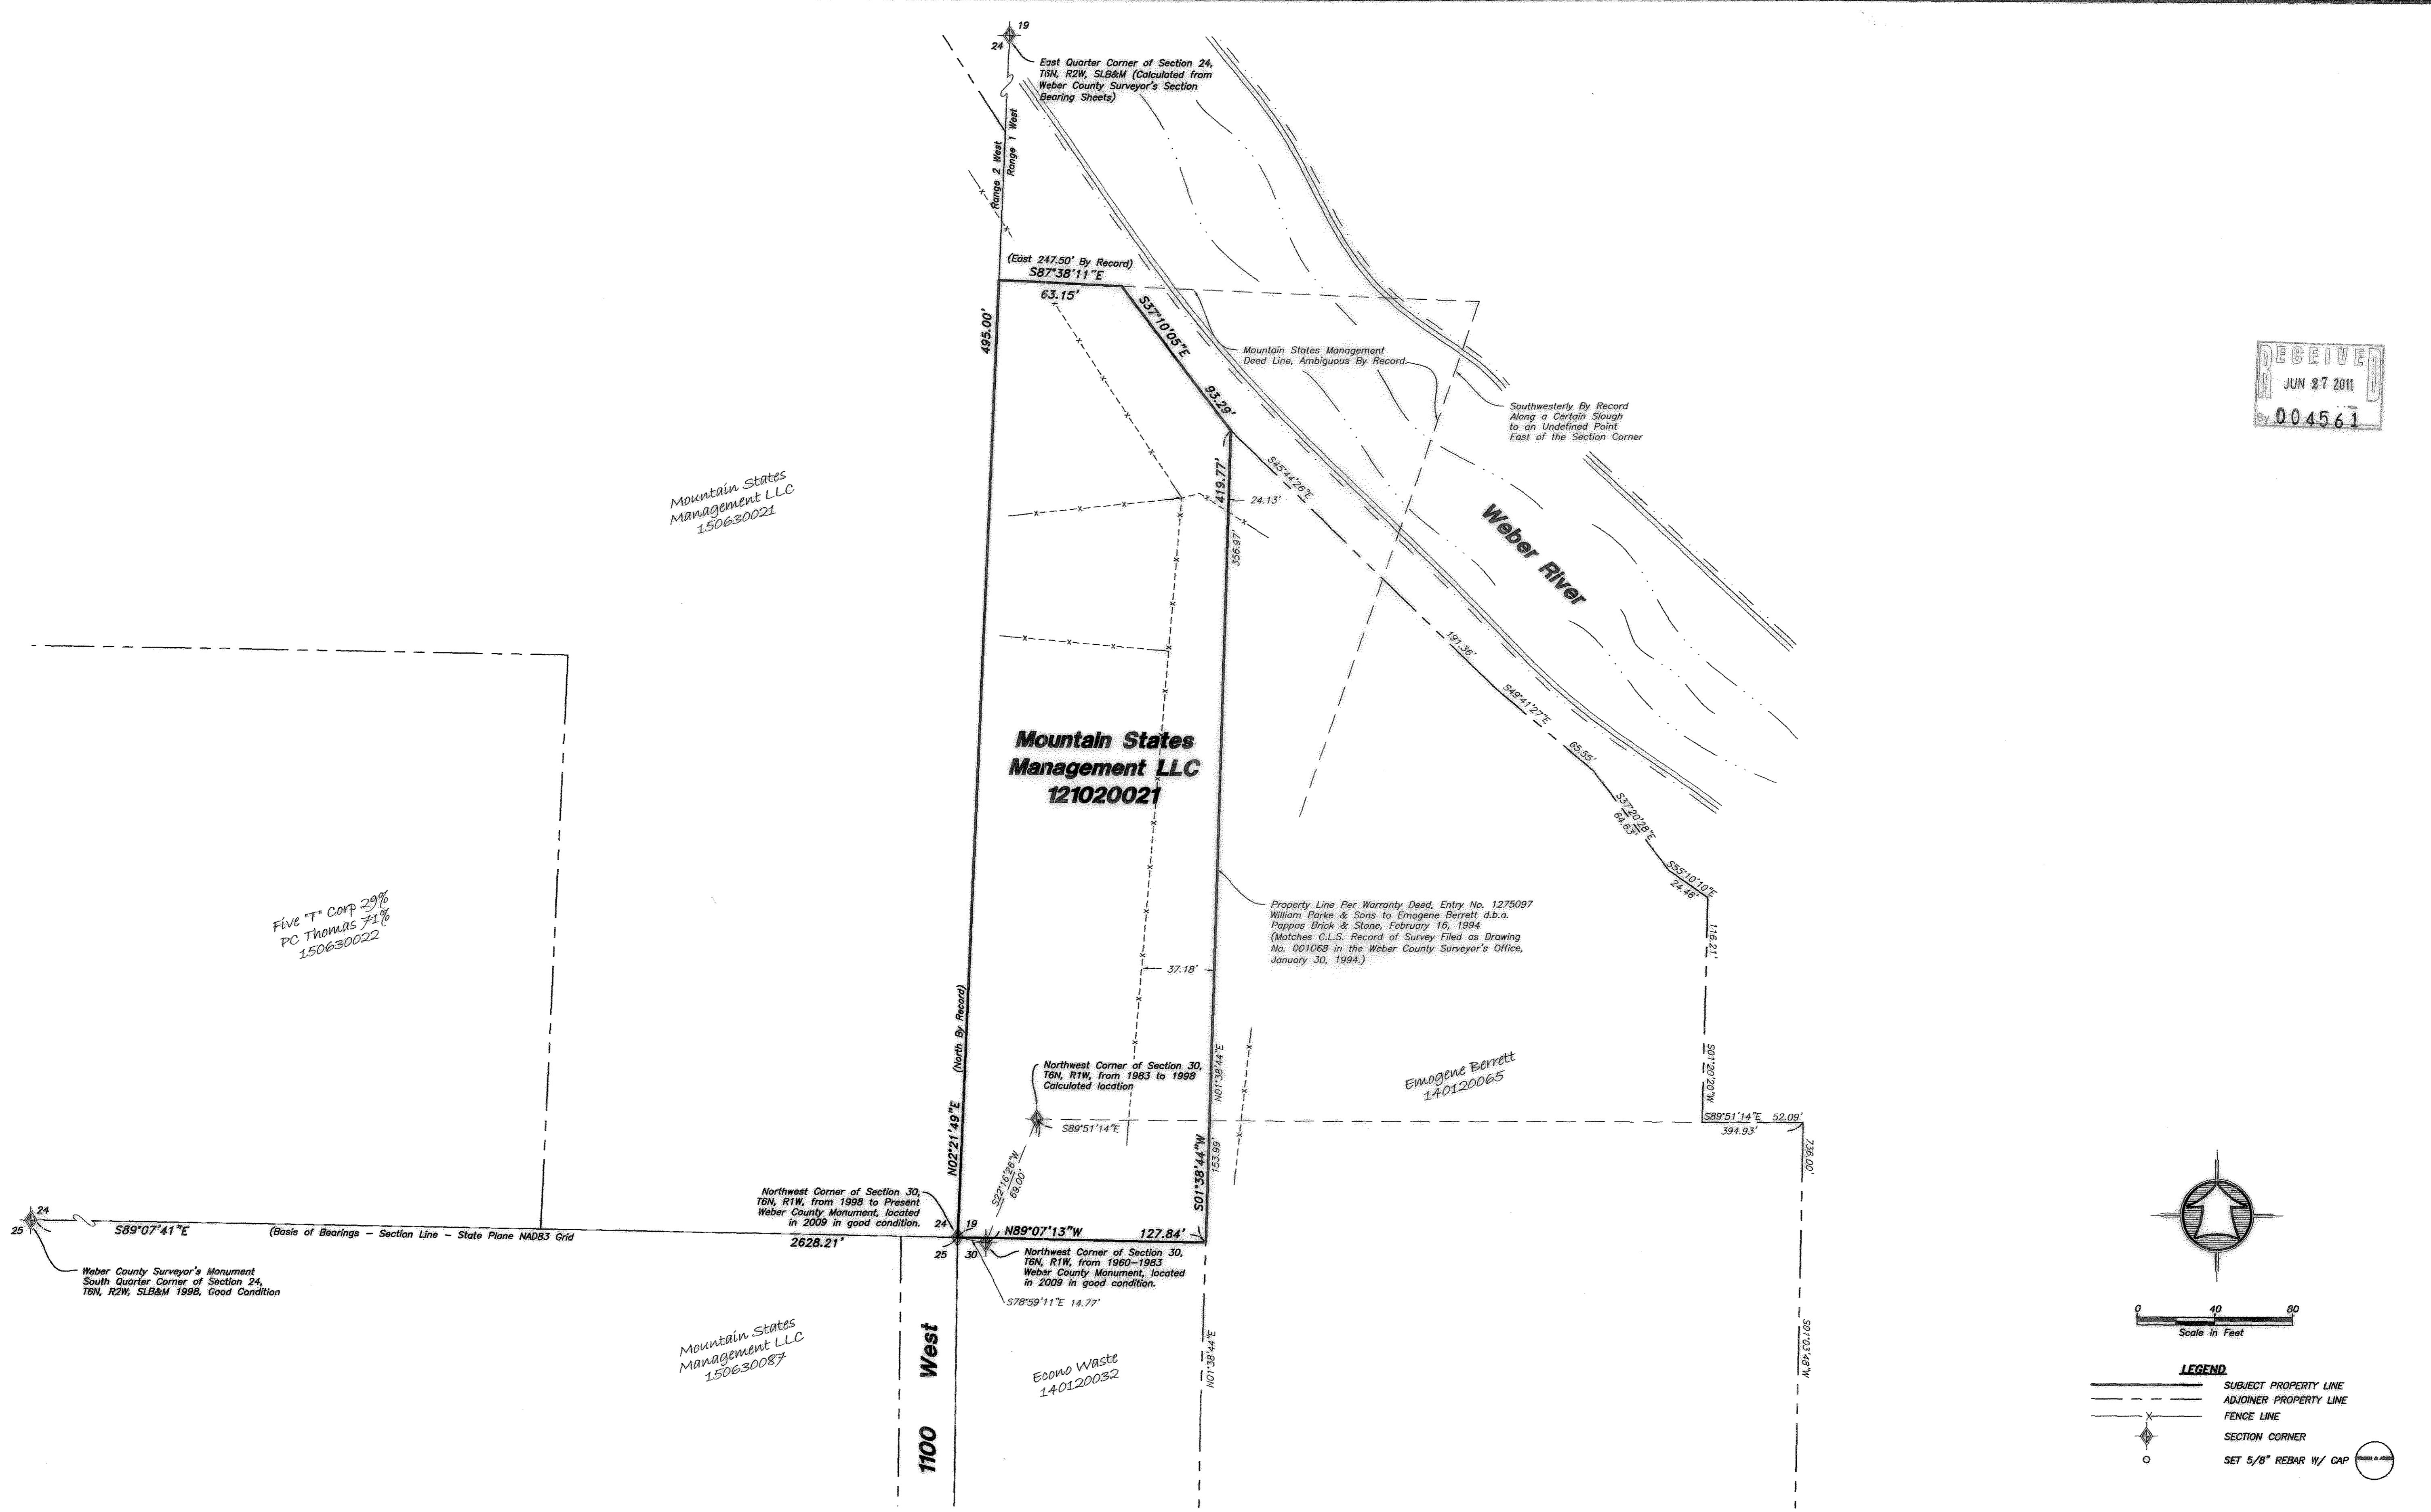 19
24
East Quarter Corner of Section 24,
T6N, R2W, SLB&M (Calculated from
Weber County Surveyor's Section
Bearing Sheets)
Range 2 West
Range 1 West
(East 247.50' By Record)
S87°38'11"E
63.15'
S37°10'05"E
93.29'
495.00'
Mountain States Management
Deed Line, Ambiguous By Record.
Southwesterly By Record
Along a Certain Slough
to an Undefined Point
East of the Section Corner
RECEIVED
JUN 27 2011
By 004561
419.77'
S45°44'26"E
24.13'
356.97'
Mountain States
Management LLC
150630021
Weber River
191.36'
S49°41'27"E
65.55'
S37°20'28"E
64.63'
S55°10'10"E
24.46'
116.21'
S01°20'20"W
Mountain States
Management LLC
121020021
Five "T" Corp 29%
PC Thomas 71%
150630022
Property Line Per Warranty Deed, Entry No. 1275097
William Parke & Sons to Emogene Berrett d.b.a.
Pappas Brick & Stone, February 16, 1994
(Matches C.L.S. Record of Survey Filed as Drawing
No. 001068 in the Weber County Surveyor's Office,
January 30, 1994.)
37.18'
(North By Record)
N02°21'49"E
Northwest Corner of Section 30,
T6N, R1W, from 1983 to 1998
Calculated location
N01°38'44"E
Emogene Berrett
140120065
S89°51'14"E
S89°51'14"E 52.09'
394.93'
736.00'
S22°16'26"W
69.00'
S01°38'44"W
153.99'
Northwest Corner of Section 30,
T6N, R1W, from 1998 to Present
Weber County Monument, located
in 2009 in good condition.
24
19
25
30
24
25
S89°07'41"E
(Basis of Bearings - Section Line - State Plane NAD83 Grid
2628.21'
N89°07'13"W
127.84'
Northwest Corner of Section 30,
T6N, R1W, from 1960-1983
Weber County Monument, located
in 2009 in good condition.
S78°59'11"E 14.77'
Weber County Surveyor's Monument
South Quarter Corner of Section 24,
T6N, R2W, SLB&M 1998, Good Condition
Mountain States
Management LLC
150630087
1100 West
Econo Waste
140120032
N01°38'44"E
S01°03'48"W
0 40 80
Scale in Feet
LEGEND
SUBJECT PROPERTY LINE
ADJOINER PROPERTY LINE
FENCE LINE
SECTION CORNER
SET 5/8" REBAR W/ CAP